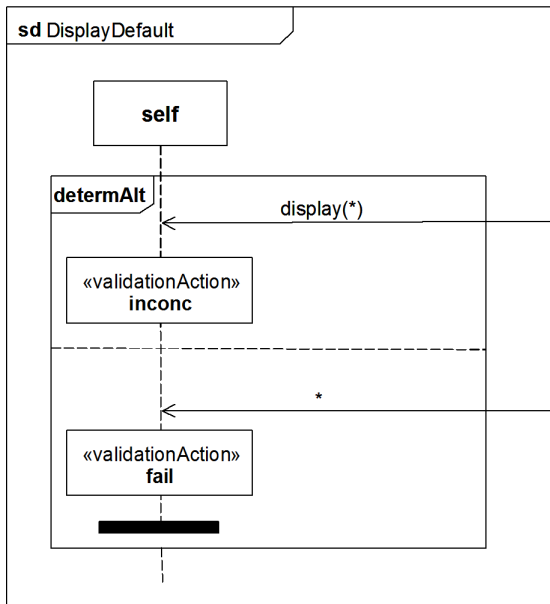 sd DisplayDefault
self
determAlt
display(*)
«validationAction»
inconc
*
«validationAction»
fail